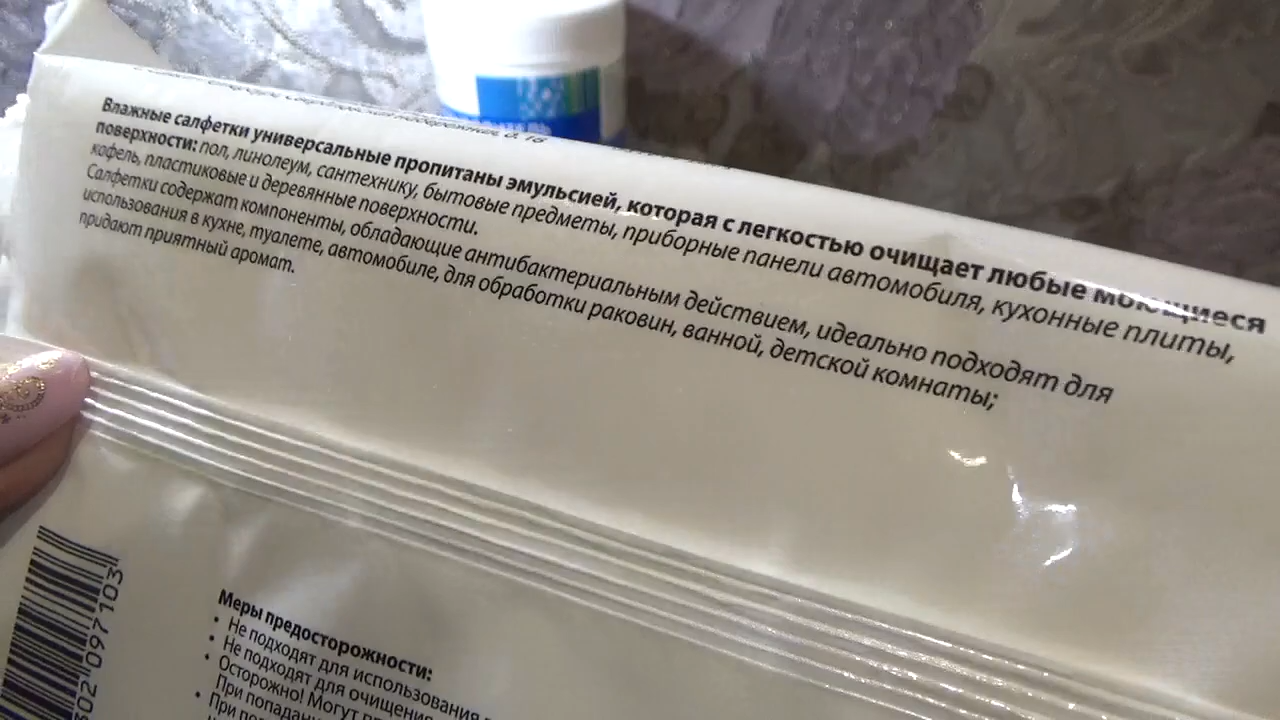 Влажные салфетки универсальные пропитаны эмульсией, которая с легкостью очищает любые моющиеся
поверхности: пол, линолеум, сантехнику, бытовые предметы, приборные панели автомобиля, кухонные плиты,
кафель, пластиковые и деревянные поверхности.
Салфетки содержат компоненты, обладающие антибактериальным действием, идеально подходят для
использования в кухне, туалете, автомобиле, для обработки раковин, ванной, детской комнаты;
придают приятный аромат.
Меры предосторожности:
• Не подходят для использования
• Не подходят для очищения
• Осторожно! Могут
При попадан
• При
302 097103